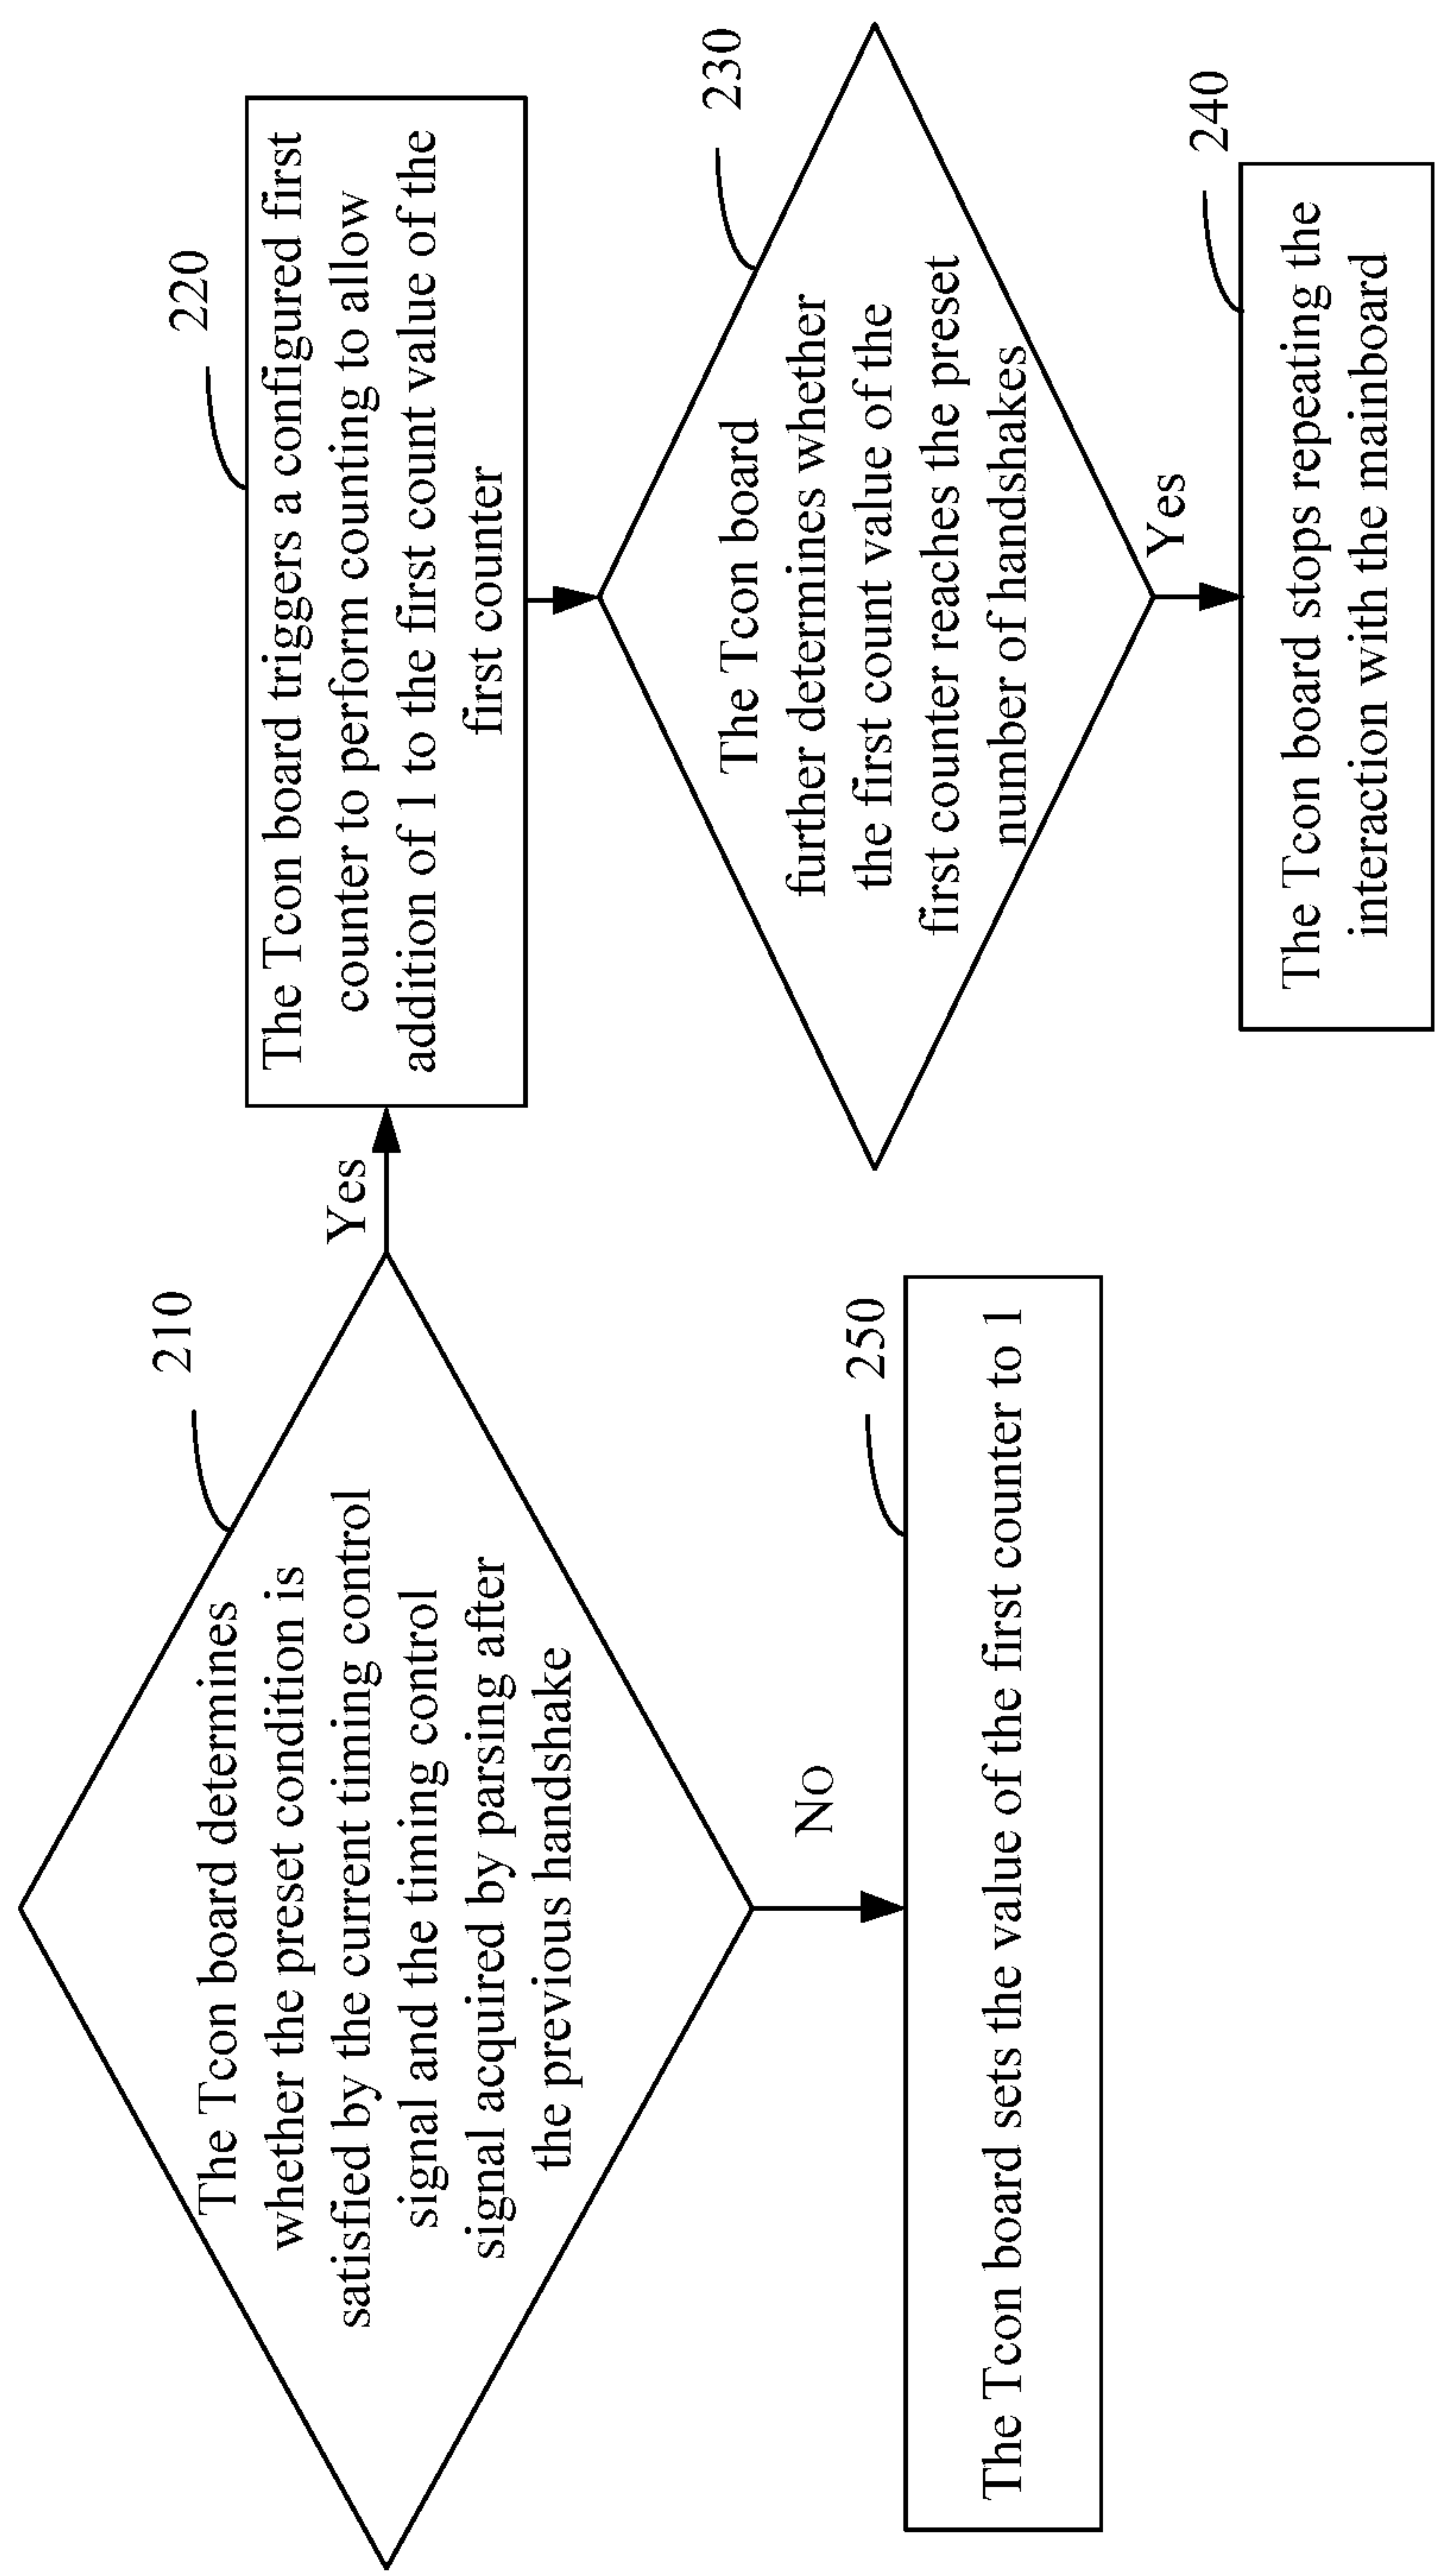 210
The Tcon board determines
whether the preset condition is
satisfied by the current timing control
signal and the timing control
signal acquired by parsing after
the previous handshake
Yes
220
The Tcon board triggers a configured first
counter to perform counting to allow
addition of 1 to the first count value of the
first counter
230
The Tcon board
further determines whether
the first count value of the
first counter reaches the preset
number of handshakes
Yes
240
The Tcon board stops repeating the
interaction with the mainboard
No
250
The Tcon board sets the value of the first counter to 1